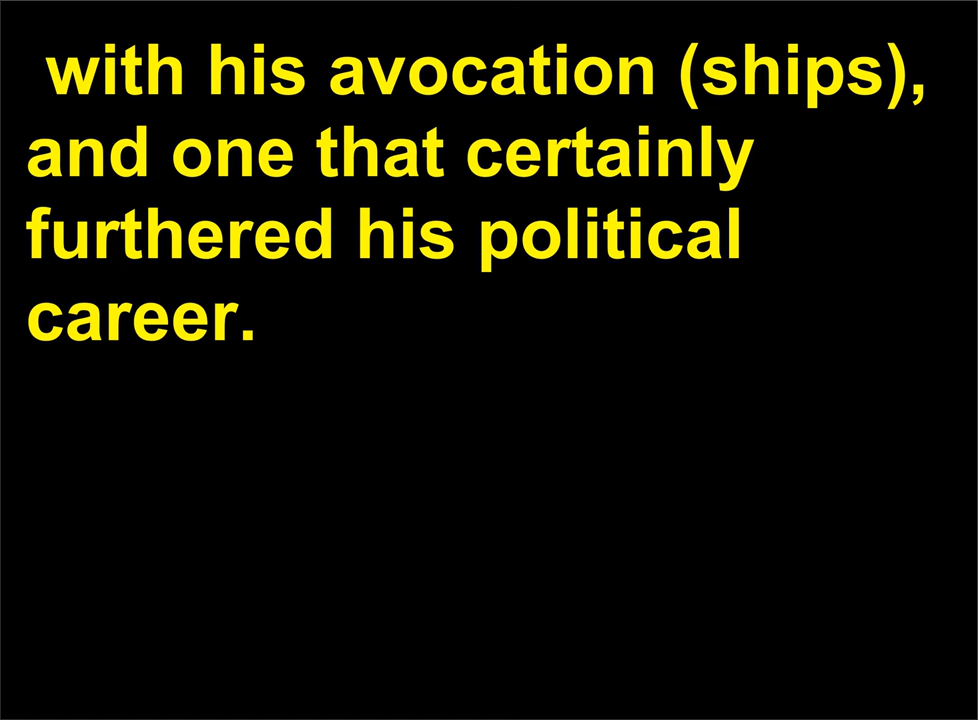 with his avocation (ships),
and one that certainly
furthered his political
career.